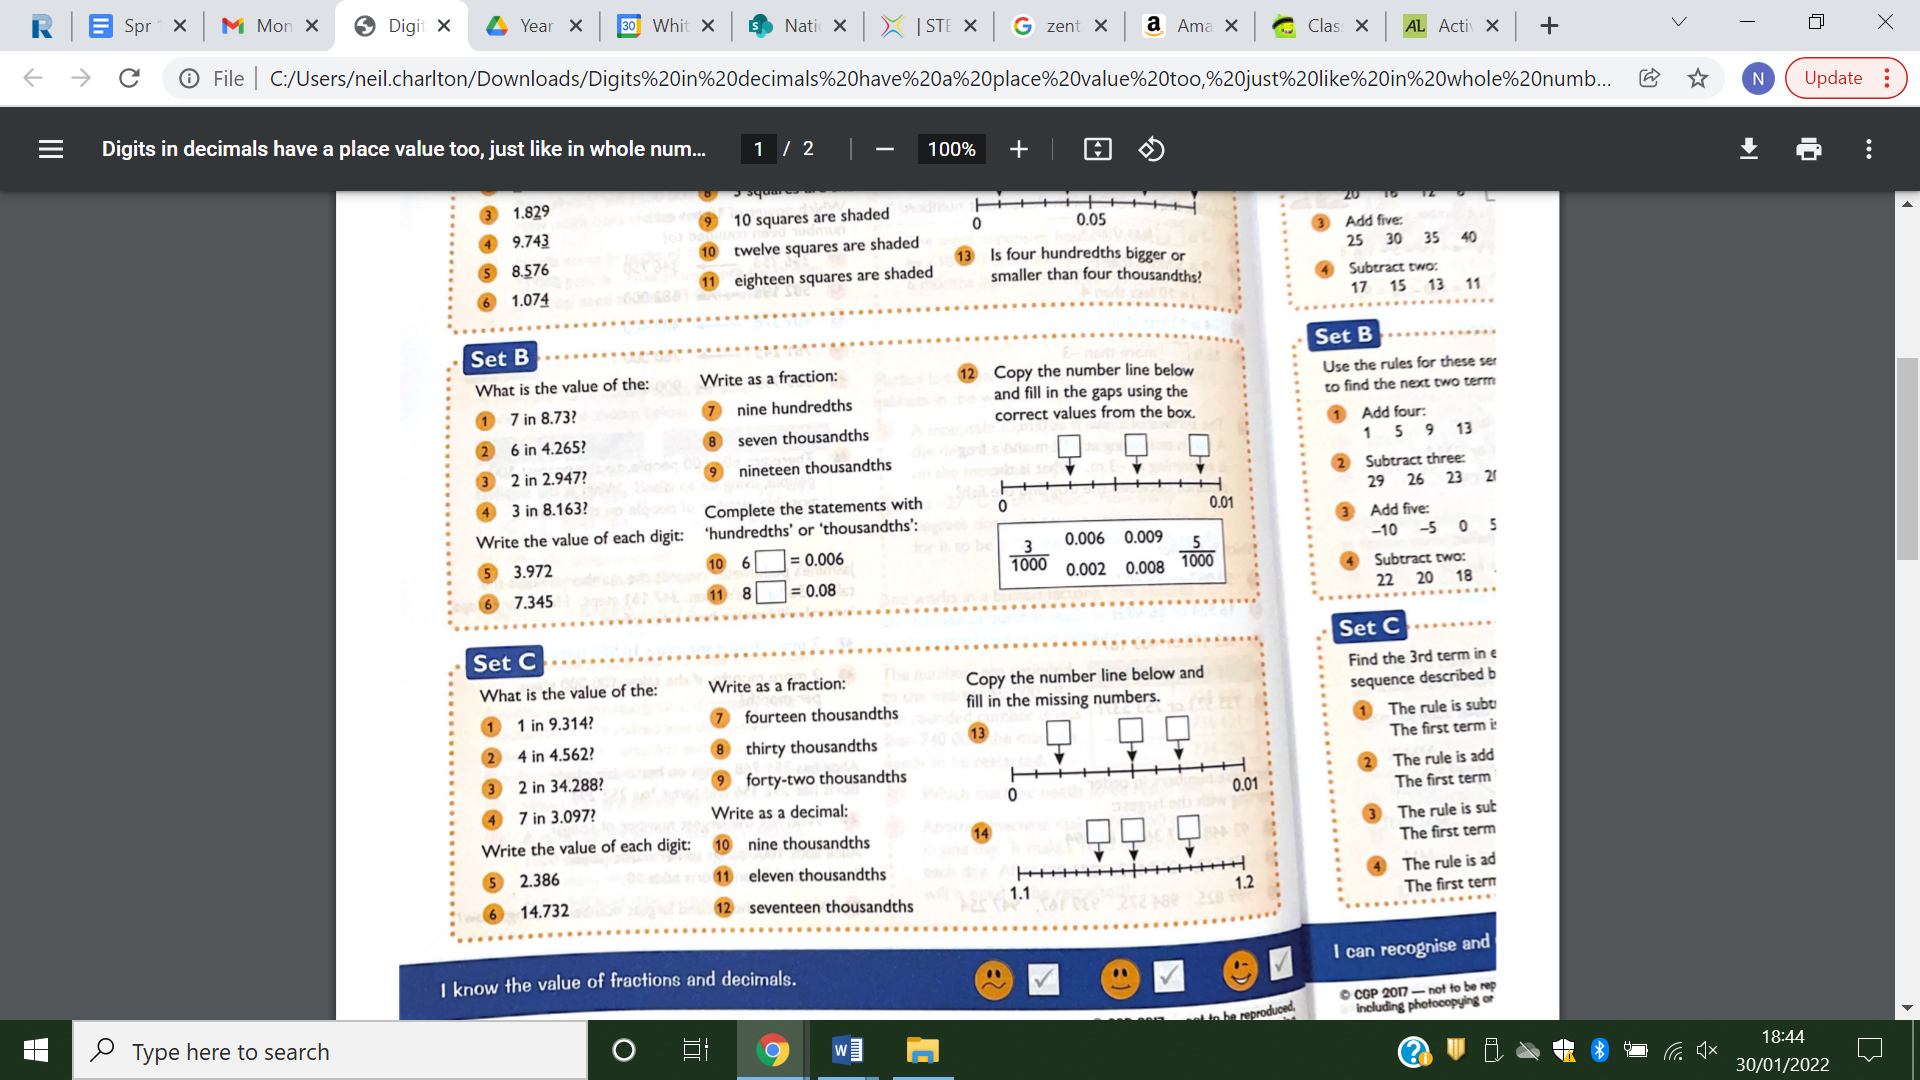 Spr
Mon
Digit
Year
30
Whit
Nati
| STE
zent
Ama
Clas
AL
Activ
File
C:/Users/neil.charlton/Downloads/Digits%20in%20decimals%20have%20a%20place%20value%20too,%20just%20like%20in%20whole%20numb...
N
Update
Digits in decimals have a place value too, just like in whole num...
1 / 2
100%
3 1.829
4 9.743
5 8.576
6 1.074
9 10 squares are shaded
10 twelve squares are shaded
11 eighteen squares are shaded
0 0.05
13 Is four hundredths bigger or
smaller than four thousandths?
Set B
What is the value of the:
1 7 in 8.73?
2 6 in 4.265?
3 2 in 2.947?
4 3 in 8.163?
Write the value of each digit:
5 3.972
6 7.345
Write as a fraction:
7 nine hundredths
8 seven thousandths
9 nineteen thousandths
Complete the statements with
‘hundredths’ or ‘thousandths’:
10 6 = 0.006
11 8 = 0.08
12 Copy the number line below
and fill in the gaps using the
correct values from the box.
0 0.01
3/1000 0.006 0.009 5/1000
0.002 0.008
Set C
What is the value of the:
1 1 in 9.314?
2 4 in 4.562?
3 2 in 34.288?
4 7 in 3.097?
Write the value of each digit:
5 2.386
6 14.732
Write as a fraction:
7 fourteen thousandths
8 thirty thousandths
9 forty-two thousandths
Write as a decimal:
10 nine thousandths
11 eleven thousandths
12 seventeen thousandths
Copy the number line below and
fill in the missing numbers.
13
0 0.01
14
1.1 1.2
I know the value of fractions and decimals.
20 16 12 8
3 Add five:
25 30 35 40
4 Subtract two:
17 15 13 11
Set B
Use the rules for these
to find the next two
1 Add four:
1 5 9 13
2 Subtract three:
29 26 23
3 Add five:
–10 –5 0 5
4 Subtract two:
22 20 18
Set C
Find the 3rd term in
sequence described
1 The rule is
The first term
2 The rule is add
The first term
3 The rule is
The first term
4 The rule is
The first
I can recognise and
© CGP 2017 — not to be
including photocopying or
to be reproduced,
Type here to search
18:44
30/01/2022